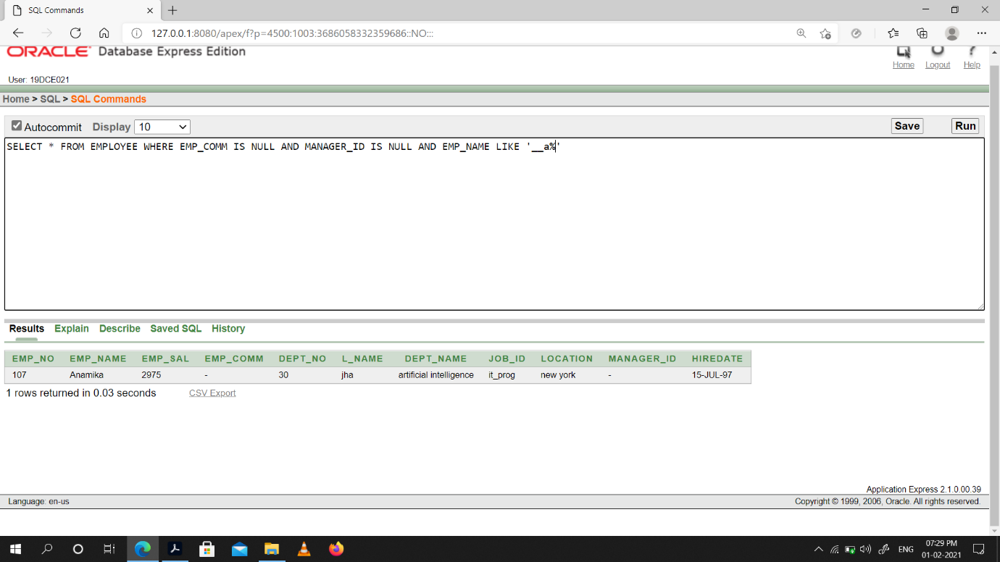 SQL Commands
127.0.0.1:8080/apex/f?p=4500:1003:3686058332359686::NO:::
ORACLE Database Express Edition
Home Logout Help
User: 19DCE021
Home > SQL > SQL Commands
Autocommit Display 10 Save Run
SELECT * FROM EMPLOYEE WHERE EMP_COMM IS NULL AND MANAGER_ID IS NULL AND EMP_NAME LIKE '__a%'
Results Explain Describe Saved SQL History
EMP_NO EMP_NAME EMP_SAL EMP_COMM DEPT_NO L_NAME DEPT_NAME JOB_ID LOCATION MANAGER_ID HIREDATE
107 Anamika 2975 - 30 jha artificial intelligence it_prog new york - 15-JUL-97
1 rows returned in 0.03 seconds CSV Export
Application Express 2.1.0.00.39
Language: en-us Copyright © 1999, 2006, Oracle. All rights reserved.
ENG 07:29 PM
01-02-2021